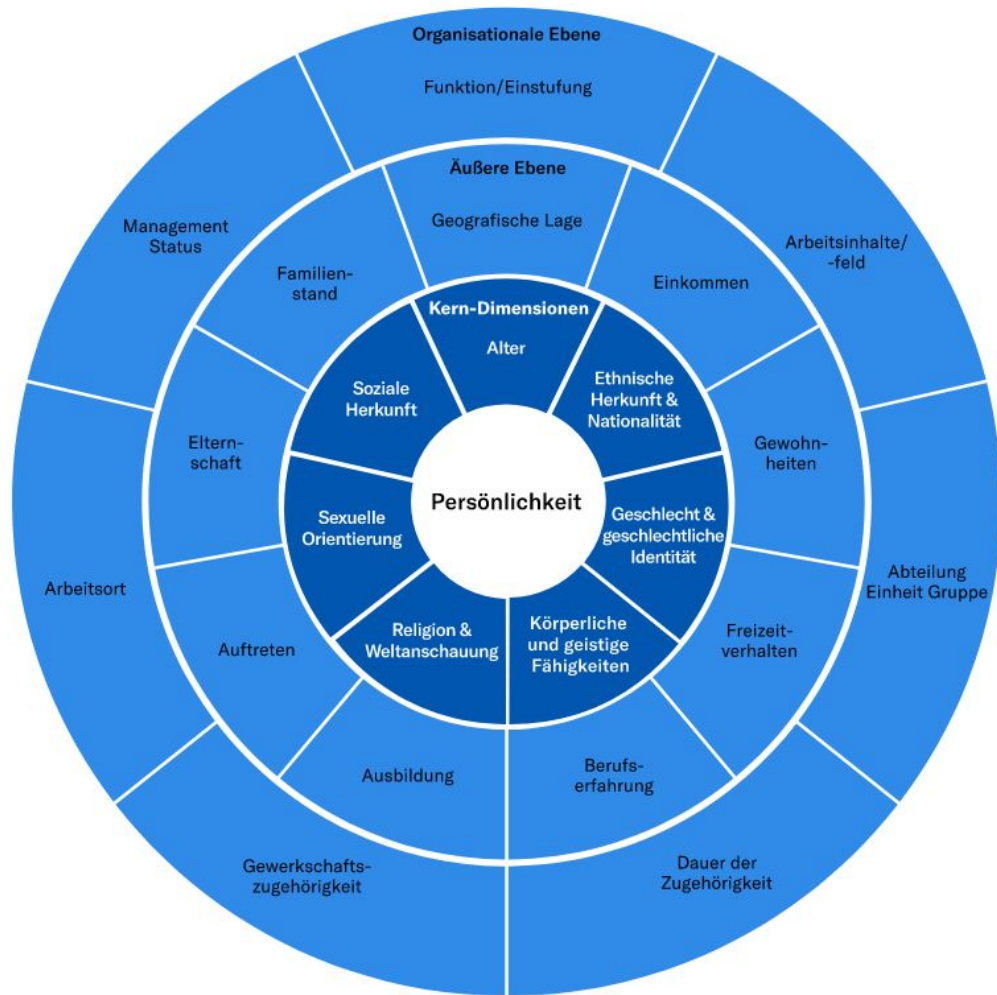 Organisationale Ebene
Funktion/Einstufung
Arbeitsinhalte/
-feld
Abteilung
Einheit Gruppe
Dauer der
Zugehörigkeit
Gewerkschafts-
zugehörigkeit
Arbeitsort
Management
Status
Äußere Ebene
Geografische Lage
Einkommen
Gewohn-
heiten
Freizeit-
verhalten
Berufs-
erfahrung
Ausbildung
Auftreten
Eltern-
schaft
Familien-
stand
Kern-Dimensionen
Alter
Ethnische
Herkunft &
Nationalität
Geschlecht &
geschlechtliche
Identität
Körperliche
und geistige
Fähigkeiten
Religion &
Weltanschauung
Sexuelle
Orientierung
Soziale
Herkunft
Persönlichkeit